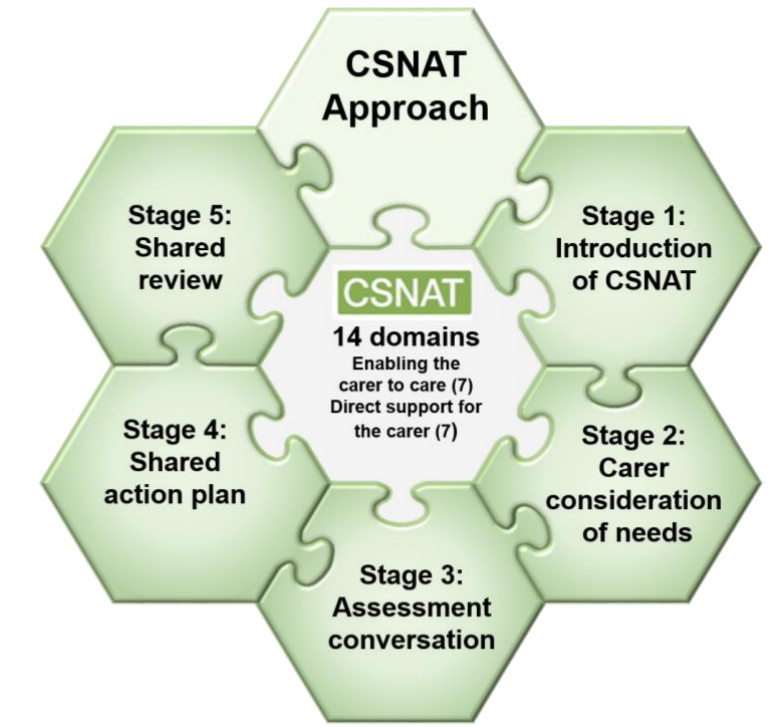 CSNAT
Approach
Stage 1:
Introduction
of CSNAT
Stage 2:
Carer
consideration
of needs
Stage 3:
Assessment
conversation
Stage 4:
Shared
action plan
Stage 5:
Shared
review
CSNAT
14 domains
Enabling the
carer to care (7)
Direct support for
the carer (7)